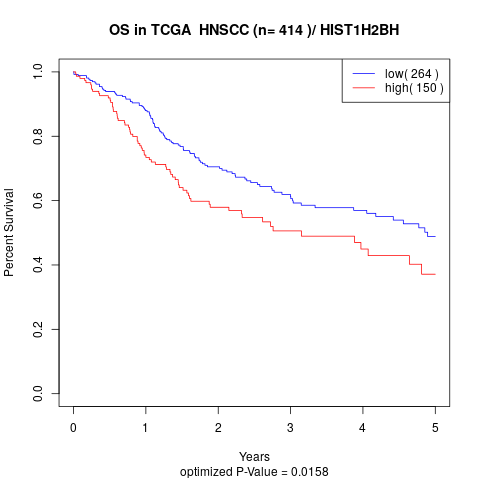 OS in TCGA  HNSCC (n= 414 )/ HIST1H2BH
low( 264 )
high( 150 )
Percent Survival
1.0
0.8
0.6
0.4
0.2
0.0
0 1 2 3 4 5
Years
optimized P-Value = 0.0158